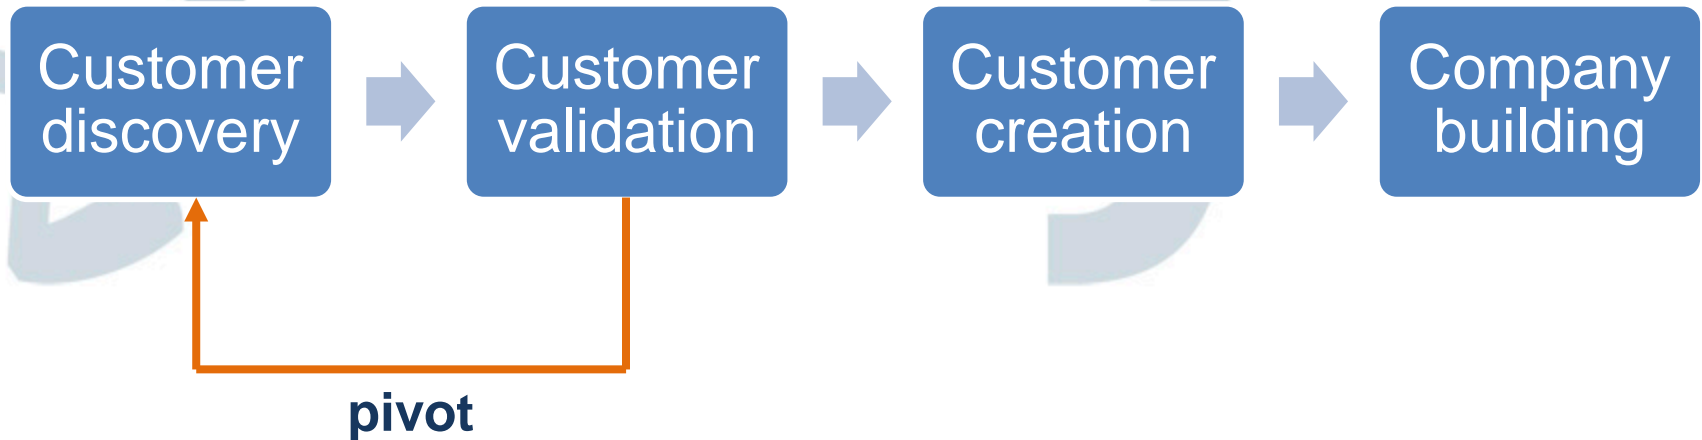 Customer
discovery
Customer
validation
Customer
creation
Company
building
pivot